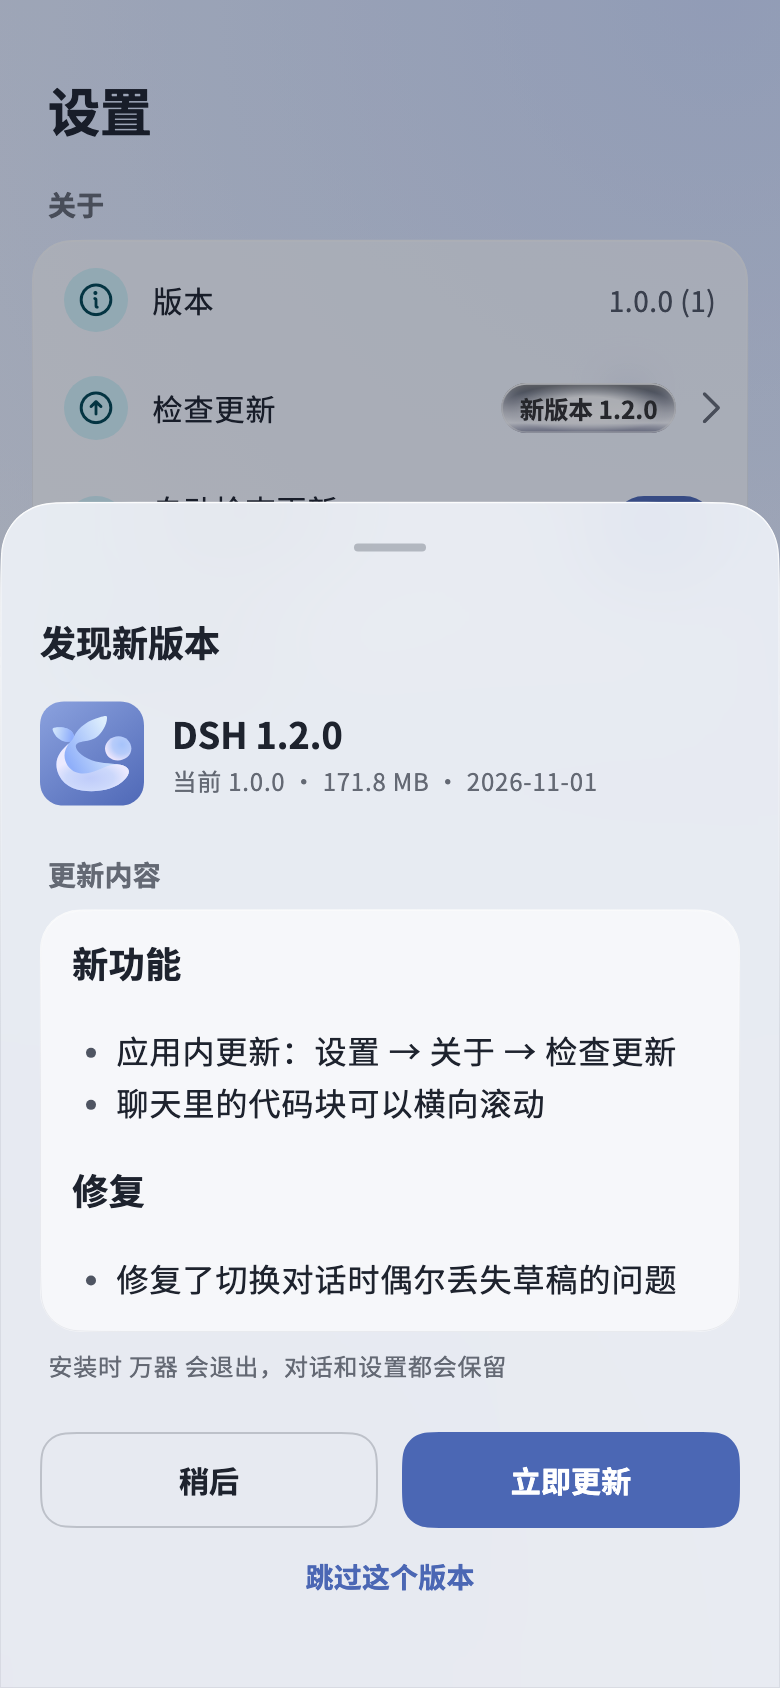 设置
关于
版本 1.0.0 (1)
检查更新 新版本 1.2.0
自动检查更新
发现新版本
DSH 1.2.0
当前 1.0.0 · 171.8 MB · 2026-11-01
更新内容
新功能
• 应用内更新：设置 → 关于 → 检查更新
• 聊天里的代码块可以横向滚动
修复
• 修复了切换对话时偶尔丢失草稿的问题
安装时 万器 会退出，对话和设置都会保留
稍后 立即更新
跳过这个版本